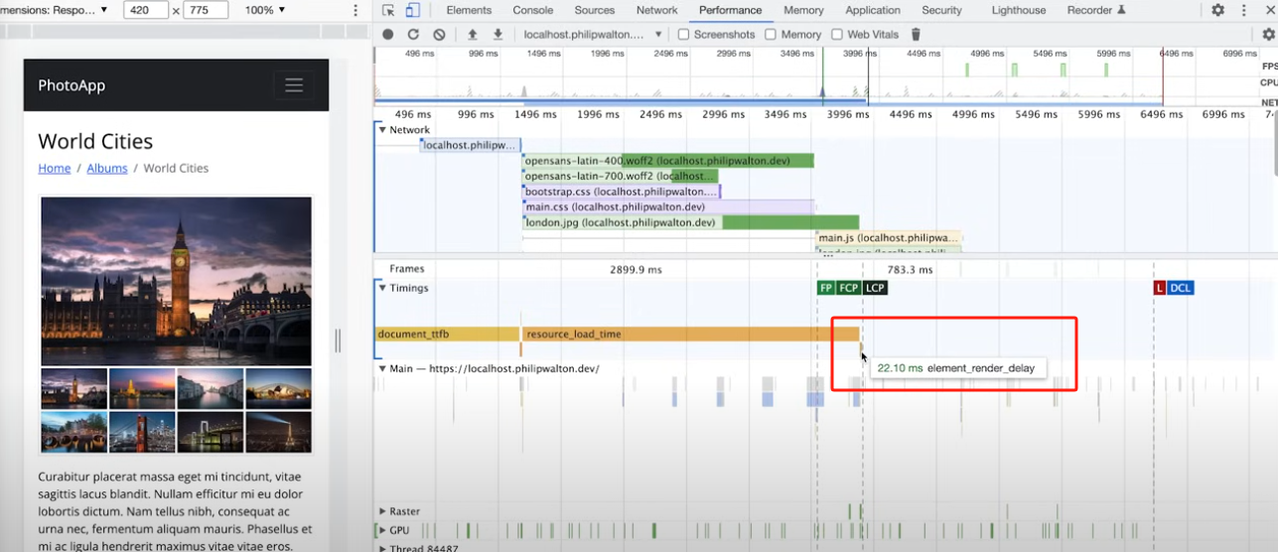 mensions: Respo... ▼ 420 × 775 100% ▼
PhotoApp
World Cities
Home / Albums / World Cities
Curabitur placerat massa eget mi tincidunt, vitae
sagittis lacus blandit. Nullam efficitur mi eu dolor
lobortis dictum. Nam tellus nibh, consequat ac
urna nec, fermentum aliquam mauris. Phasellus et
mi ac ligula hendrerit maximus vitae vitae eros.
Elements Console Sources Network Performance Memory Application Security Lighthouse Recorder
localhost.philipwalton.... ▼ Screenshots Memory Web Vitals
496 ms 996 ms 1496 ms 1996 ms 2496 ms 2996 ms 3496 ms 3996 ms 4496 ms 4996 ms 5496 ms 5996 ms 6496 ms 6996 ms
FPS
CPU
NET
496 ms 996 ms 1496 ms 1996 ms 2496 ms 2996 ms 3496 ms 3996 ms 4496 ms 4996 ms 5496 ms 5996 ms 6496 ms 6996 ms
Network
localhost.philipw...
opensans-latin-400.woff2 (localhost.philipwalton.dev)
opensans-latin-700.woff2 (localhost...
bootstrap.css (localhost.philipwalton....
main.css (localhost.philipwalton.dev)
london.jpg (localhost.philipwalton.dev)
main.js (localhost.philipwa...
Frames 2899.9 ms 783.3 ms
Timings FP FCP LCP L DCL
document_ttfb resource_load_time
22.10 ms element_render_delay
Main — https://localhost.philipwalton.dev/
Raster
GPU
Thread 84487